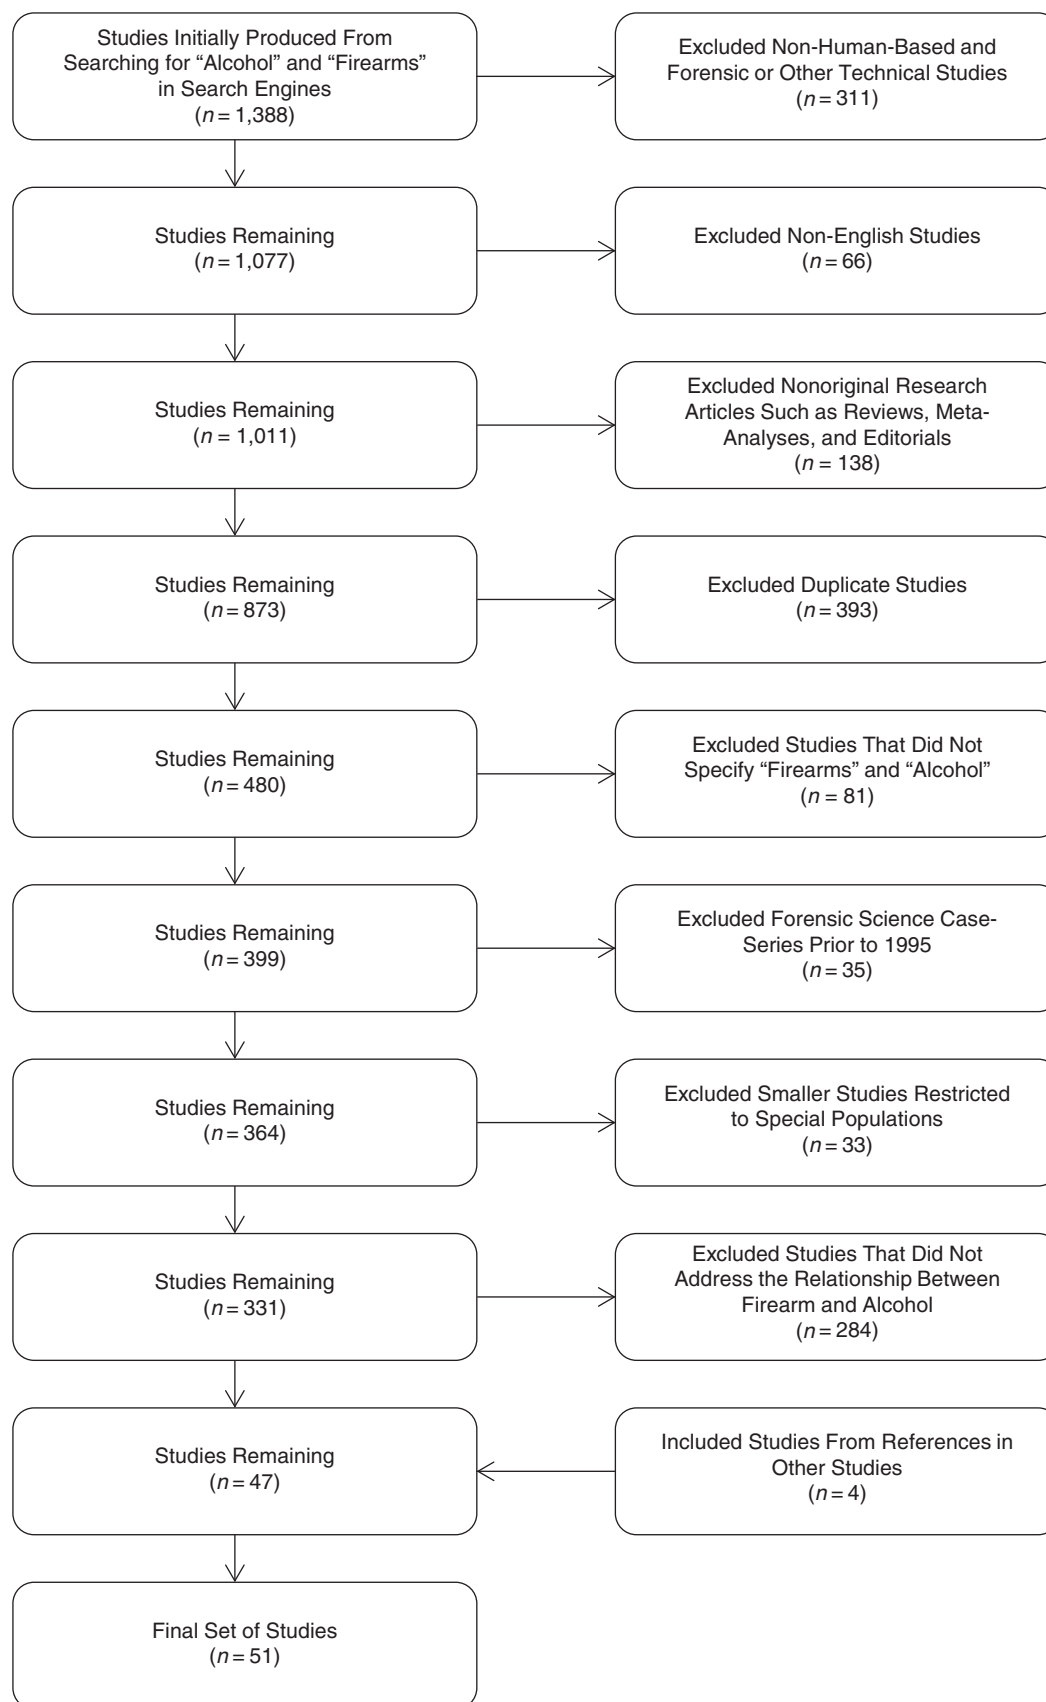 Studies Initially Produced From
Searching for “Alcohol” and “Firearms”
in Search Engines
(n = 1,388)
Excluded Non-Human-Based and
Forensic or Other Technical Studies
(n = 311)
Studies Remaining
(n = 1,077)
Excluded Non-English Studies
(n = 66)
Studies Remaining
(n = 1,011)
Excluded Nonoriginal Research
Articles Such as Reviews, Meta-
Analyses, and Editorials
(n = 138)
Studies Remaining
(n = 873)
Excluded Duplicate Studies
(n = 393)
Studies Remaining
(n = 480)
Excluded Studies That Did Not
Specify “Firearms” and “Alcohol”
(n = 81)
Studies Remaining
(n = 399)
Excluded Forensic Science Case-
Series Prior to 1995
(n = 35)
Studies Remaining
(n = 364)
Excluded Smaller Studies Restricted
to Special Populations
(n = 33)
Studies Remaining
(n = 331)
Excluded Studies That Did Not
Address the Relationship Between
Firearm and Alcohol
(n = 284)
Studies Remaining
(n = 47)
Included Studies From References in
Other Studies
(n = 4)
Final Set of Studies
(n = 51)